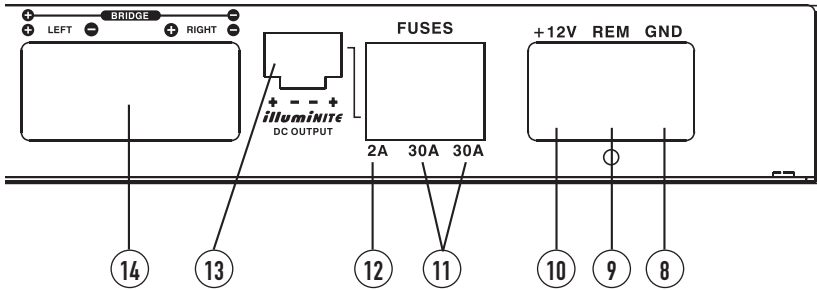 BRIDGE
LEFT RIGHT
+ - - +
illumiNITE
DC OUTPUT
FUSES
2A 30A 30A
+12V REM GND
14 13 12 11 10 9 8